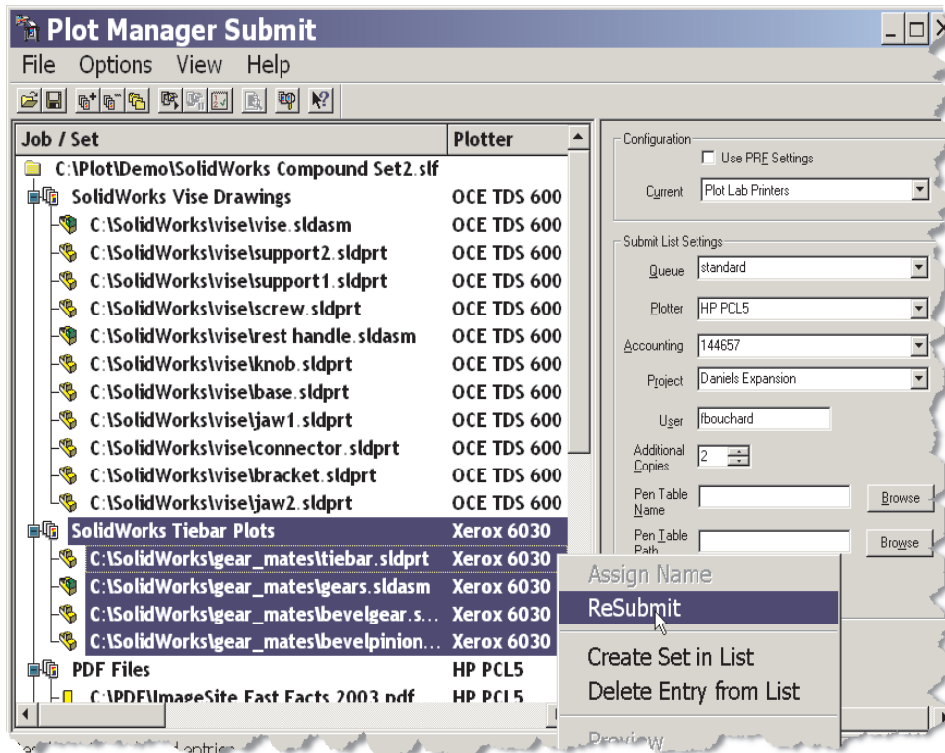 Plot Manager Submit
File Options View Help
Job / Set Plotter
C:\Plot\Demo\SolidWorks Compound Set2.slf
SolidWorks Vise Drawings OCE TDS 600
C:\SolidWorks\vise\vise.sldasm OCE TDS 600
C:\SolidWorks\vise\support2.sldprt OCE TDS 600
C:\SolidWorks\vise\support1.sldprt OCE TDS 600
C:\SolidWorks\vise\screw.sldprt OCE TDS 600
C:\SolidWorks\vise\rest handle.sldasm OCE TDS 600
C:\SolidWorks\vise\knob.sldprt OCE TDS 600
C:\SolidWorks\vise\base.sldprt OCE TDS 600
C:\SolidWorks\vise\jaw1.sldprt OCE TDS 600
C:\SolidWorks\vise\connector.sldprt OCE TDS 600
C:\SolidWorks\vise\bracket.sldprt OCE TDS 600
C:\SolidWorks\vise\jaw2.sldprt OCE TDS 600
SolidWorks Tiebar Plots Xerox 6030
C:\SolidWorks\gear_mates\tiebar.sldprt Xerox 6030
C:\SolidWorks\gear_mates\gears.sldasm Xerox 6030
C:\SolidWorks\gear_mates\bevelgear.s... Xerox 6030
C:\SolidWorks\gear_mates\bevelpinion... Xerox 6030
PDF Files HP PCL5
C:\PDF\ImageSite Fast Facts 2003.pdf HP PCL5
Configuration
Use PRE Settings
Current Plot Lab Printers
Submit List Settings
Queue standard
Plotter HP PCL5
Accounting 144657
Project Daniels Expansion
User fbouchard
Additional Copies 2
Pen Table Name Browse
Pen Table Path Browse
Assign Name
ReSubmit
Create Set in List
Delete Entry from List
Preview